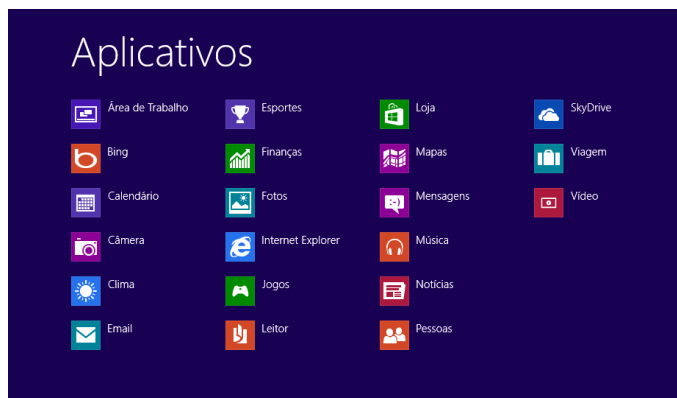 Aplicativos
Área de Trabalho
Bing
Calendário
Câmera
Clima
Email
Esportes
Finanças
Fotos
Internet Explorer
Jogos
Leitor
Loja
Mapas
Mensagens
Música
Notícias
Pessoas
SkyDrive
Viagem
Vídeo